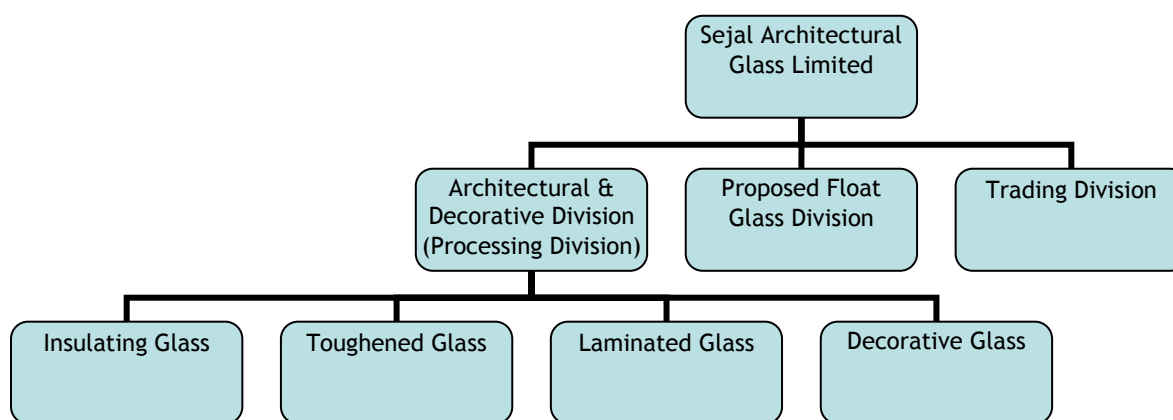 Sejal Architectural
Glass Limited
Architectural &
Decorative Division
(Processing Division)
Proposed Float
Glass Division
Trading Division
Insulating Glass
Toughened Glass
Laminated Glass
Decorative Glass